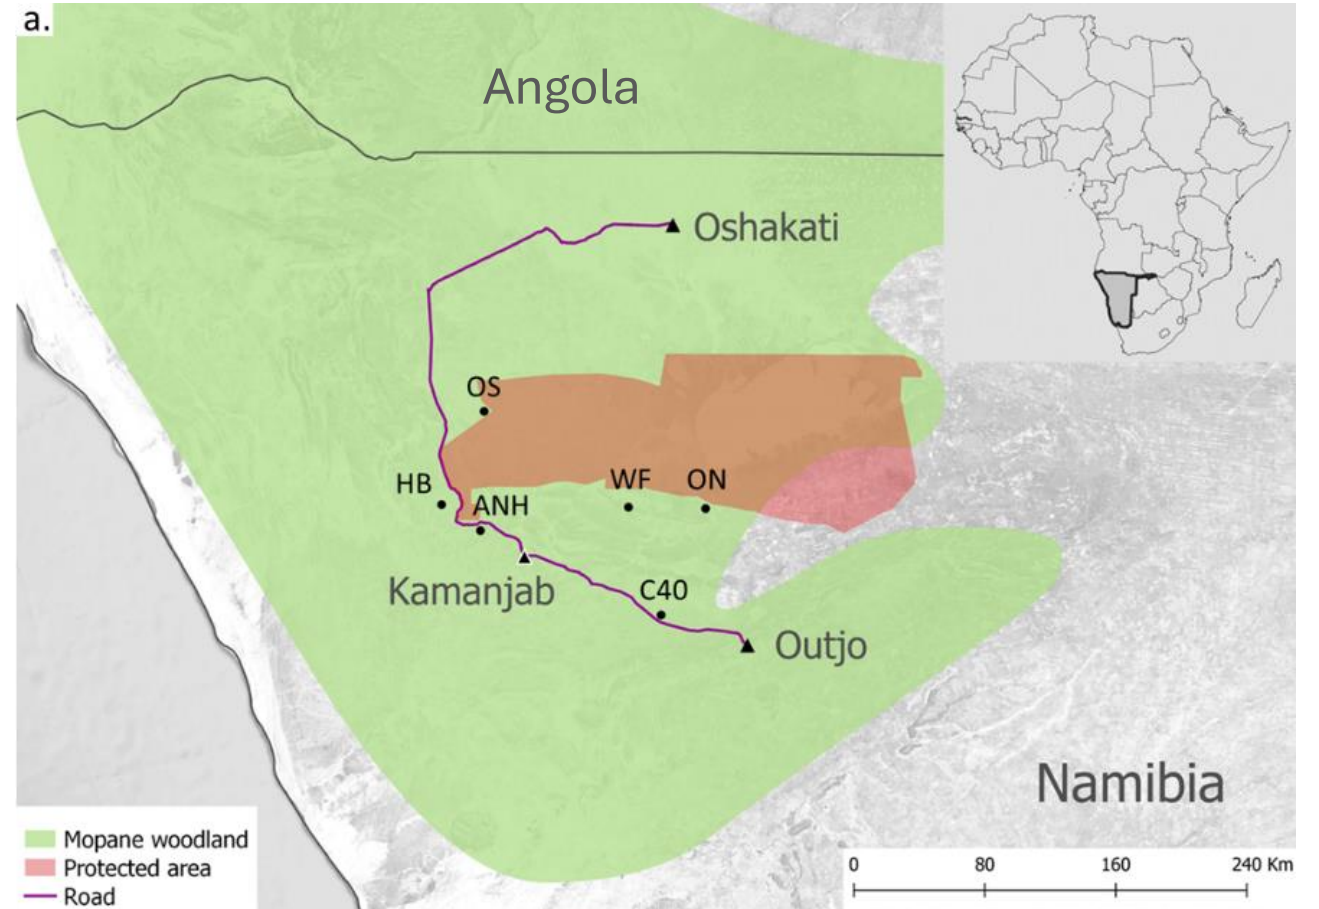 a.
Angola
Oshakati
OS
HB
ANH
WF
ON
Kamanjab
C40
Outjo
Namibia
Mopane woodland
Protected area
Road
0 80 160 240 Km